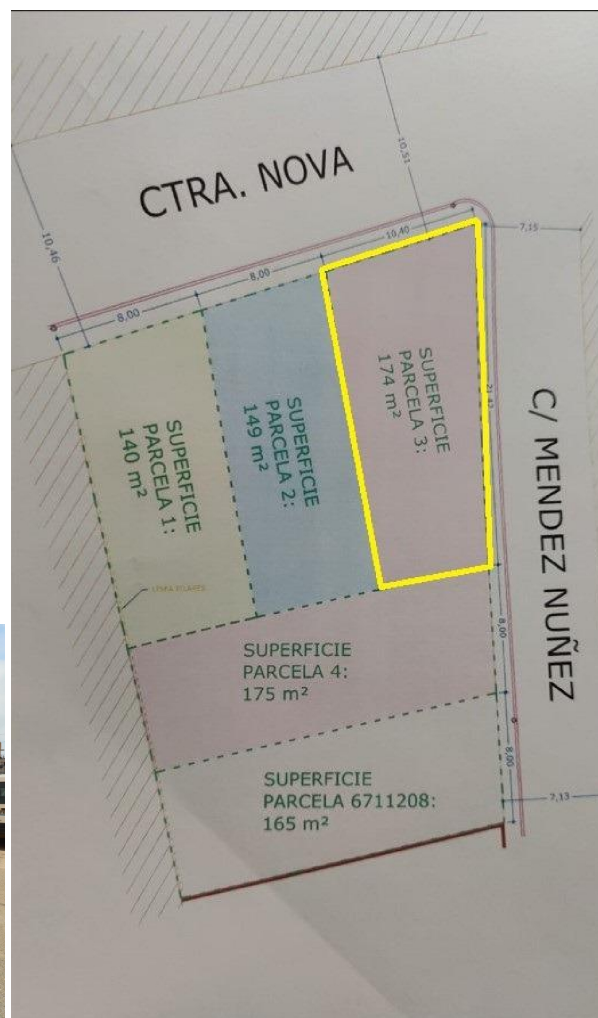 CTRA. NOVA
10,51
10,46
7,15
10,40
8,00
8,00
SUPERFICIE
PARCELA 3:
174 m²
SUPERFICIE
PARCELA 2:
149 m²
SUPERFICIE
PARCELA 1:
140 m²
C/ MENDEZ NUÑEZ
SUPERFICIE
PARCELA 4:
175 m²
8,00
SUPERFICIE
PARCELA 6711208:
165 m²
8,00
7,13